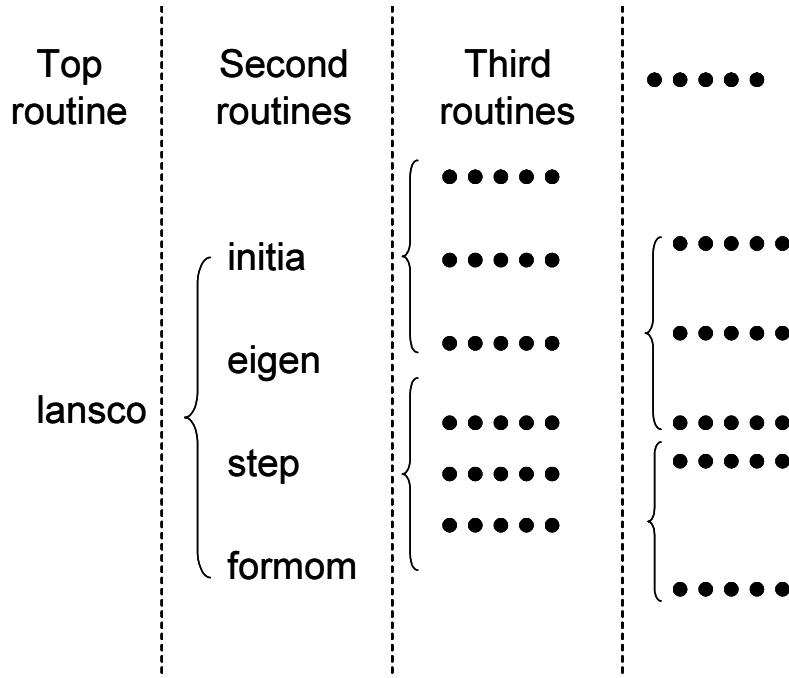 Top
routine
Second
routines
Third
routines
initia
eigen
lansco
step
formom